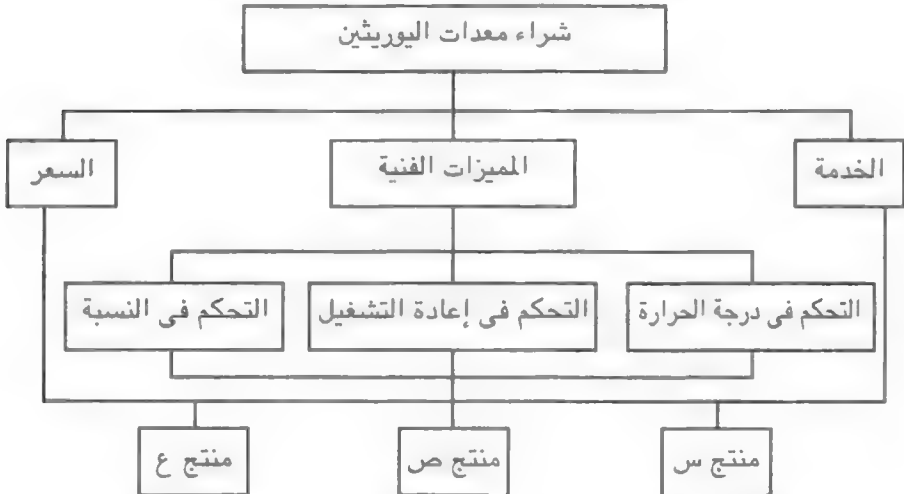 شراء معدات اليوريثين
الخدمة
المميزات الفنية
السعر
التحكم فى درجة الحرارة
التحكم فى إعادة التشغيل
التحكم فى النسبة
منتج س
منتج ص
منتج ع